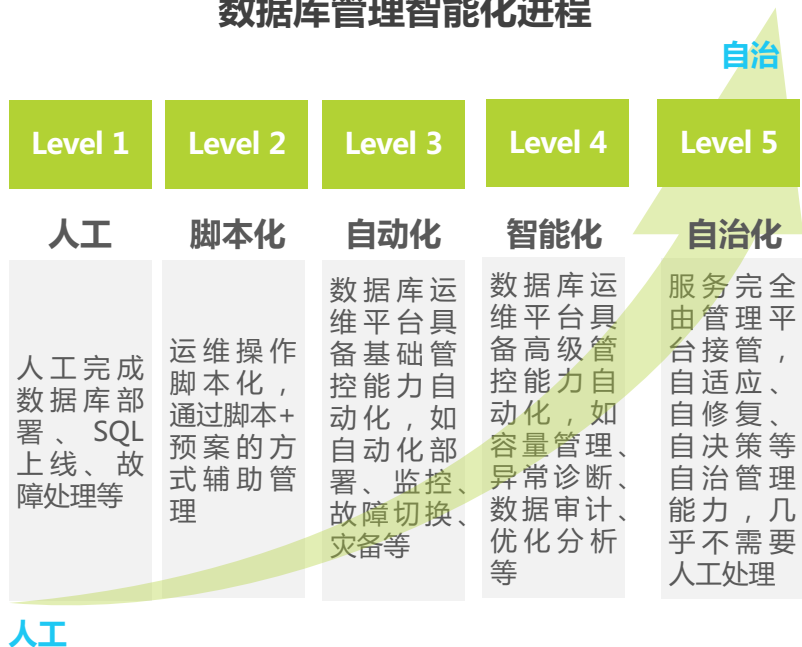 数据库管理智能化进程
自治
Level 1
Level 2
Level 3
Level 4
Level 5
人工
脚本化
自动化
智能化
自治化
人工完成
数据库部
署、SQL
上线、故
障处理等
运维操作
脚本化，
通过脚本+
预案的方
式辅助管
理
数据库运
维平台具
备基础管
控能力自
动化，如
自动化部
署、监控、
故障切换、
灾备等
数据库运
维平台具
备高级管
控能力自
动化，如
容量管理、
异常诊断、
数据审计、
优化分析
等
服务完全
由管理平
台接管，
自适应、
自修复、
自决策等
自治管理
能力，几
乎不需要
人工处理
人工